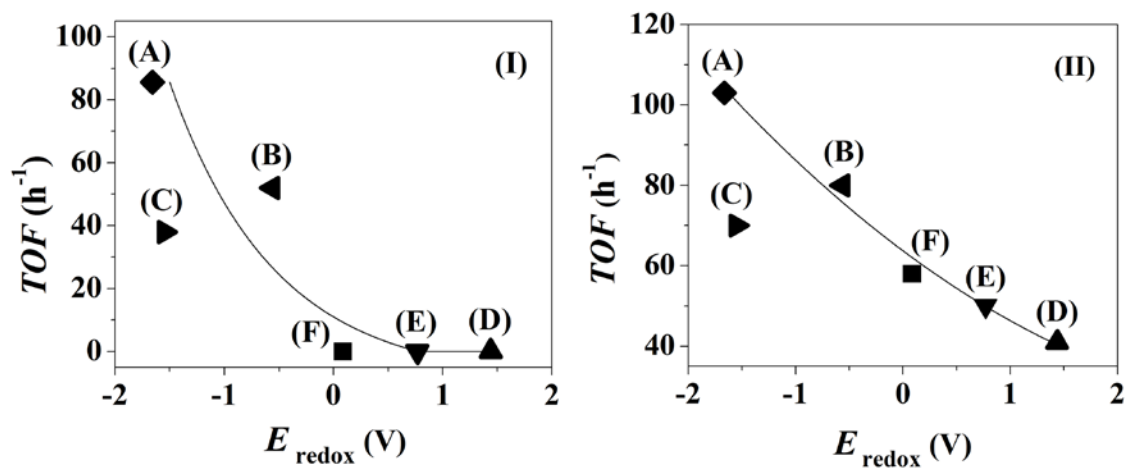 (I)
100
80
60
40
20
0
TOF (h⁻¹)
(A)
(B)
(C)
(F)
(E)
(D)
-2
-1
0
1
2
E redox (V)
(II)
120
100
80
60
40
TOF (h⁻¹)
(A)
(B)
(C)
(F)
(E)
(D)
-2
-1
0
1
2
E redox (V)